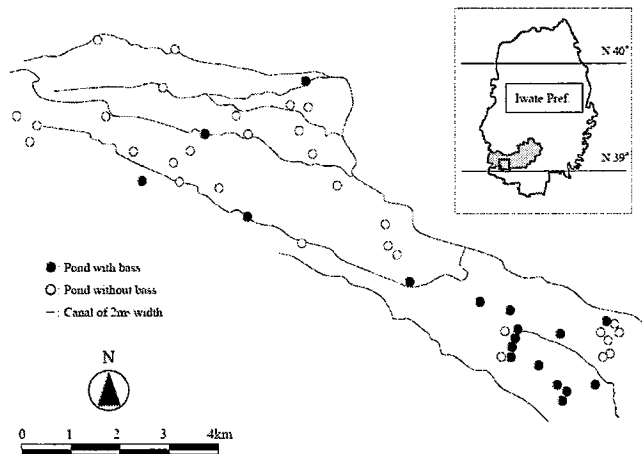 N 40°
Iwate Pref.
N 39°
● : Pond with bass
○ : Pond without bass
— : Canal of 2m< width
N
0 1 2 3 4km